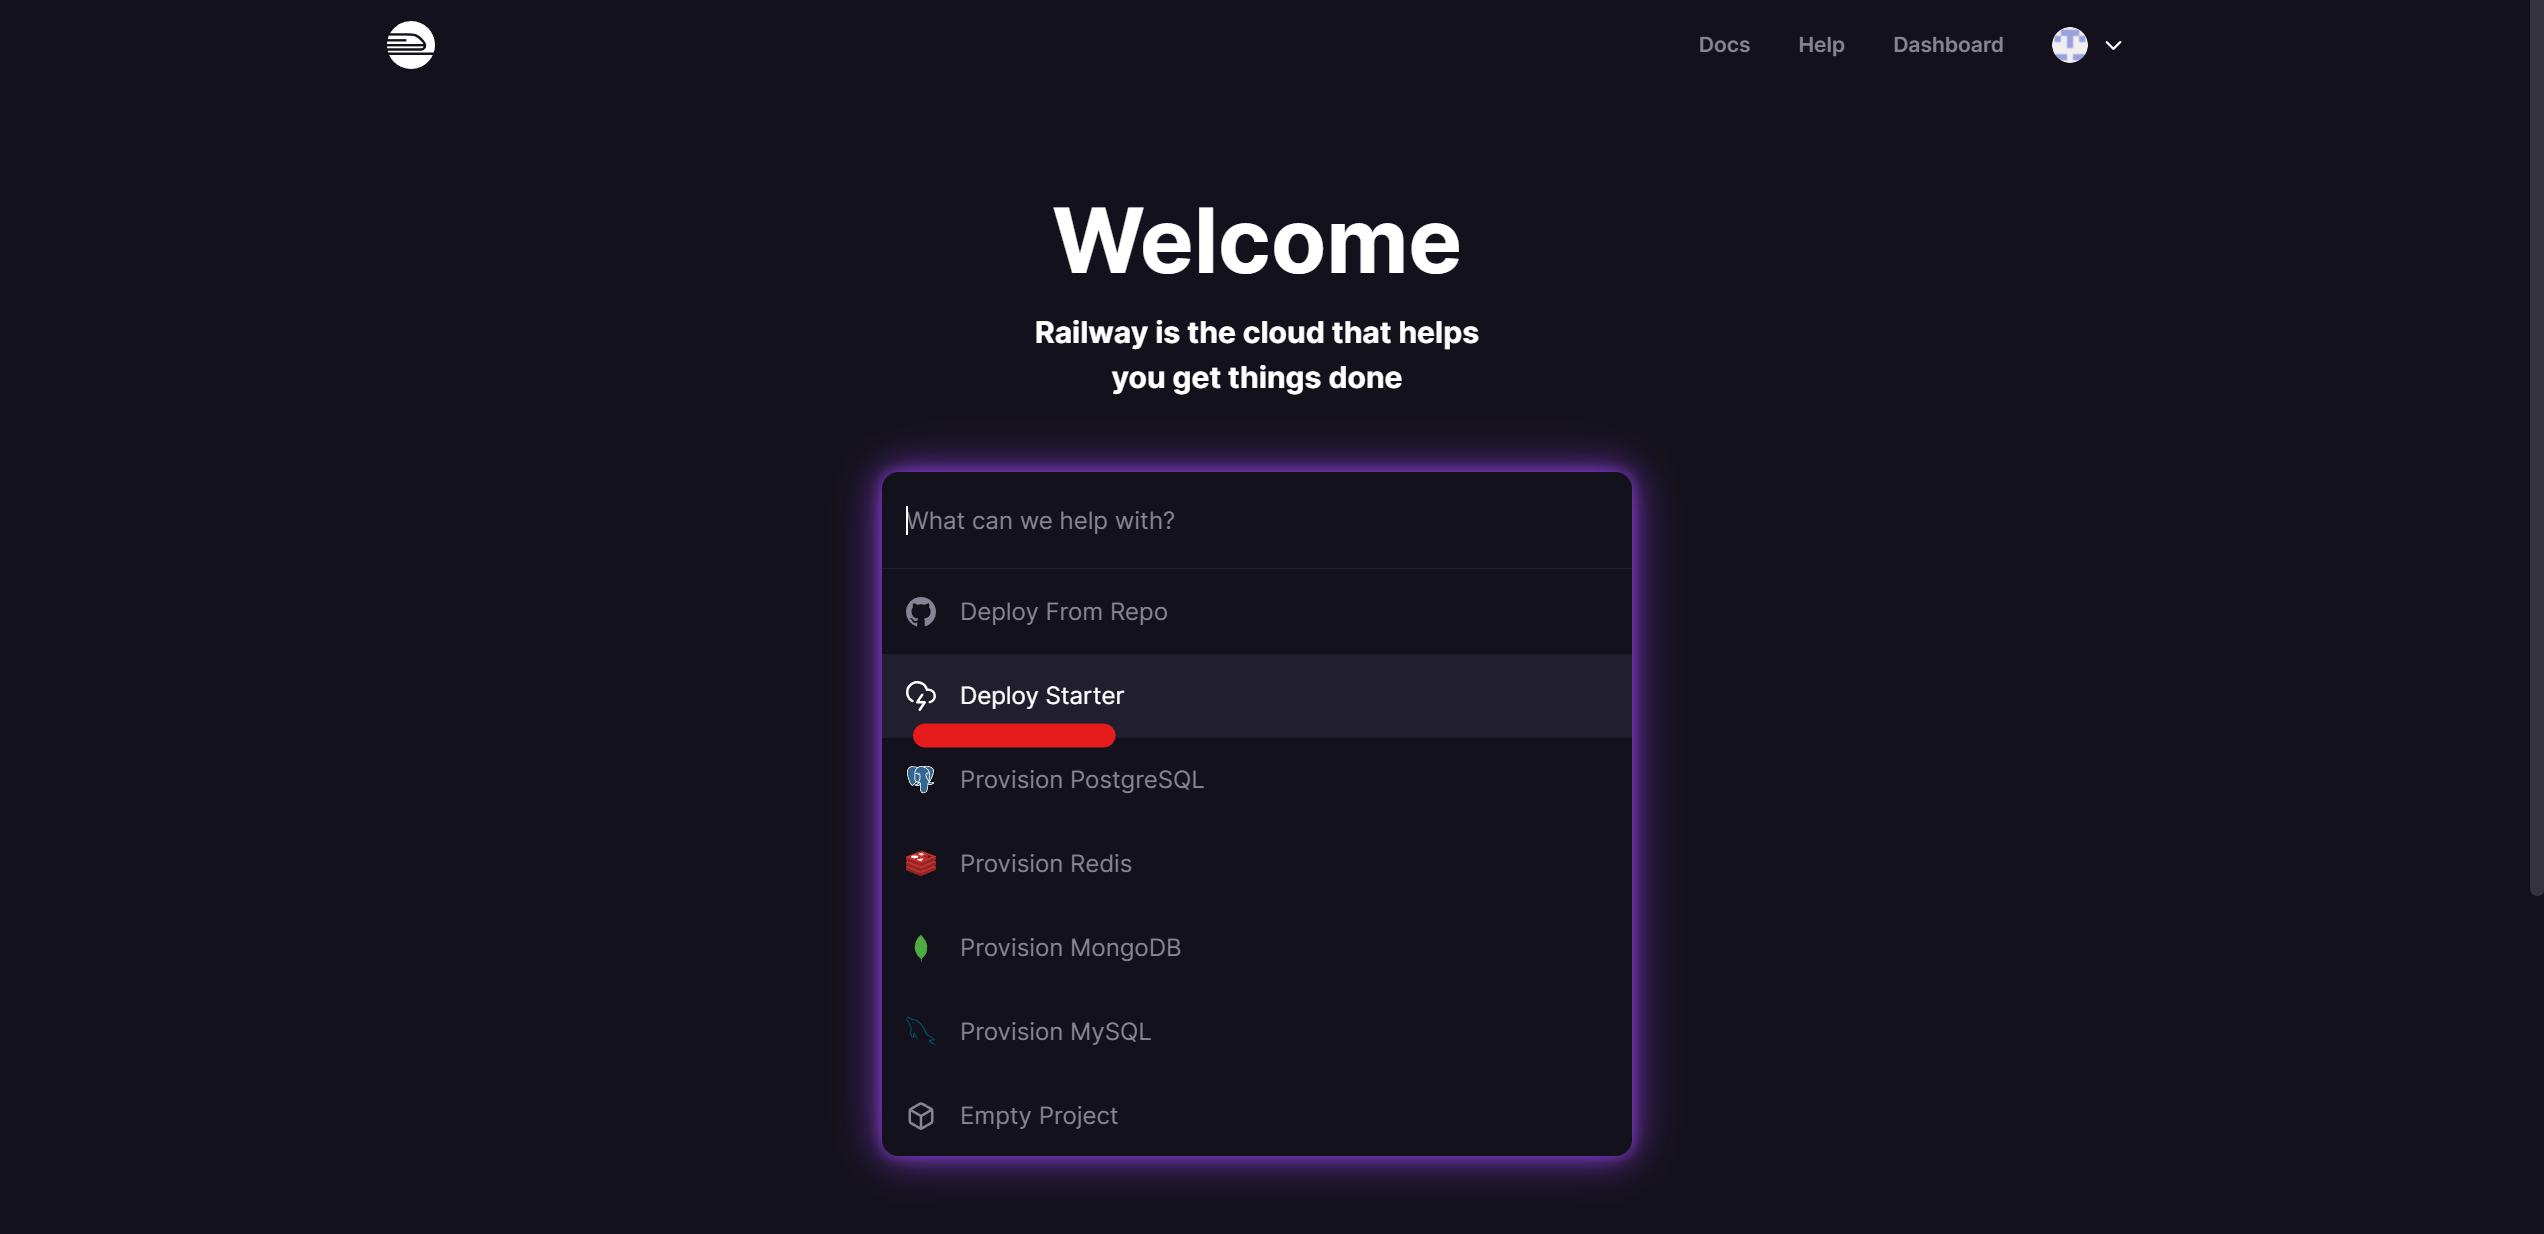 Docs Help Dashboard
Welcome
Railway is the cloud that helps
you get things done
What can we help with?
Deploy From Repo
Deploy Starter
Provision PostgreSQL
Provision Redis
Provision MongoDB
Provision MySQL
Empty Project